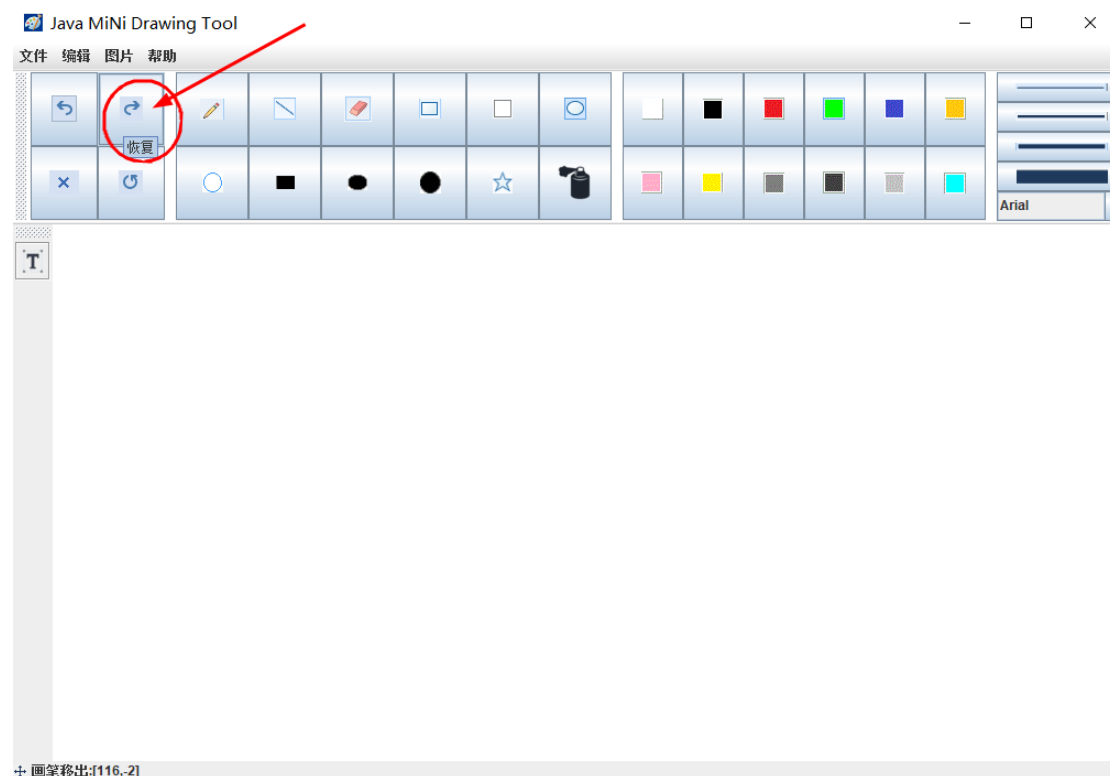 Java MiNi Drawing Tool
文件 编辑 图片 帮助
恢复
Arial
T
画笔移出:[116,-2]